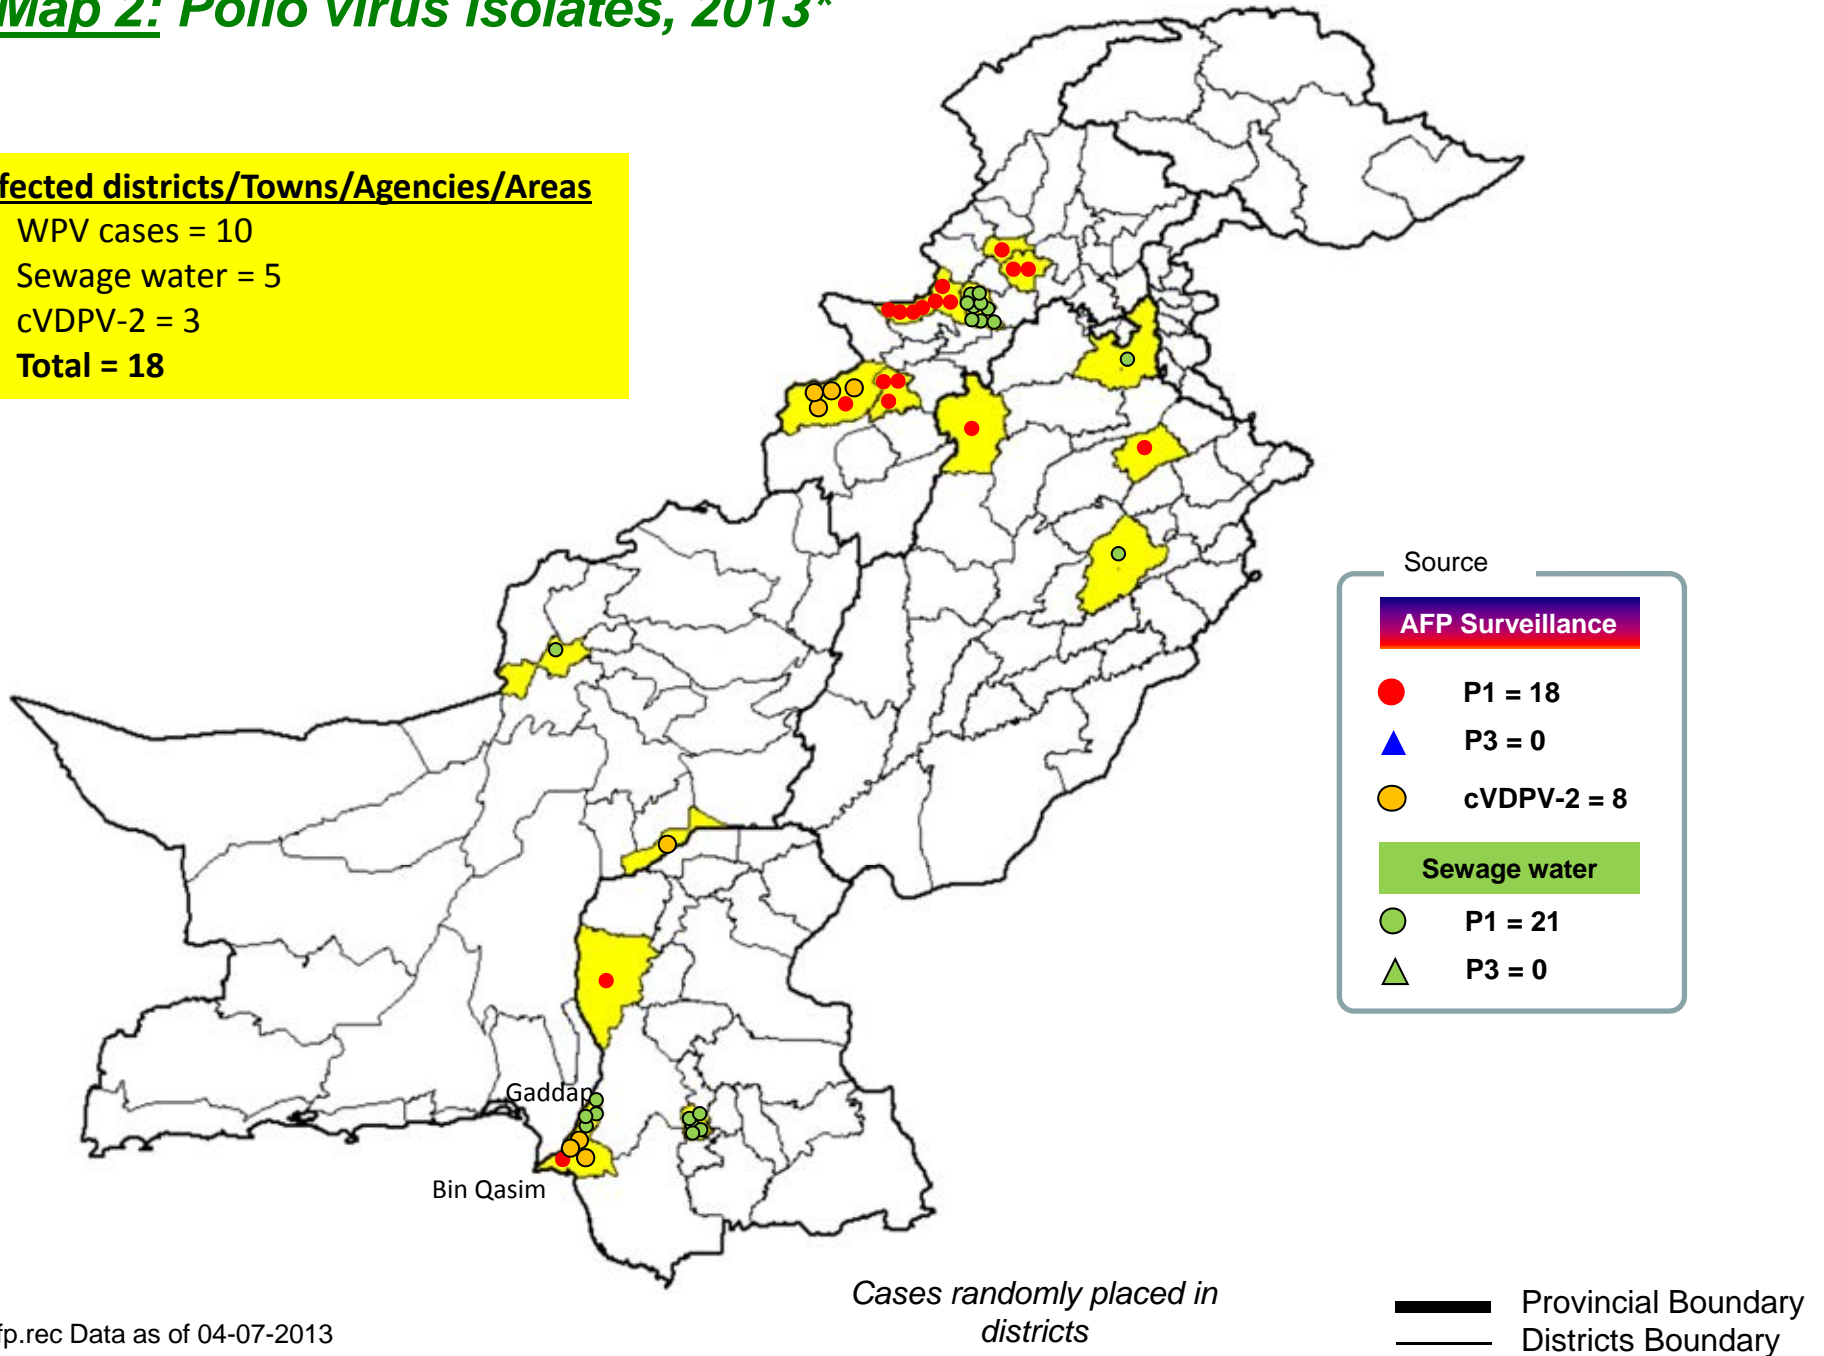 Map 2: Polio virus Isolates, 2013*
fected districts/Towns/Agencies/Areas
WPV cases = 10
Sewage water = 5
cVDPV-2 = 3
Total = 18
Source
AFP Surveillance
P1 = 18
P3 = 0
cVDPV-2 = 8
Sewage water
P1 = 21
P3 = 0
Gaddap
Bin Qasim
Cases randomly placed in
districts
fp.rec Data as of 04-07-2013
Provincial Boundary
Districts Boundary